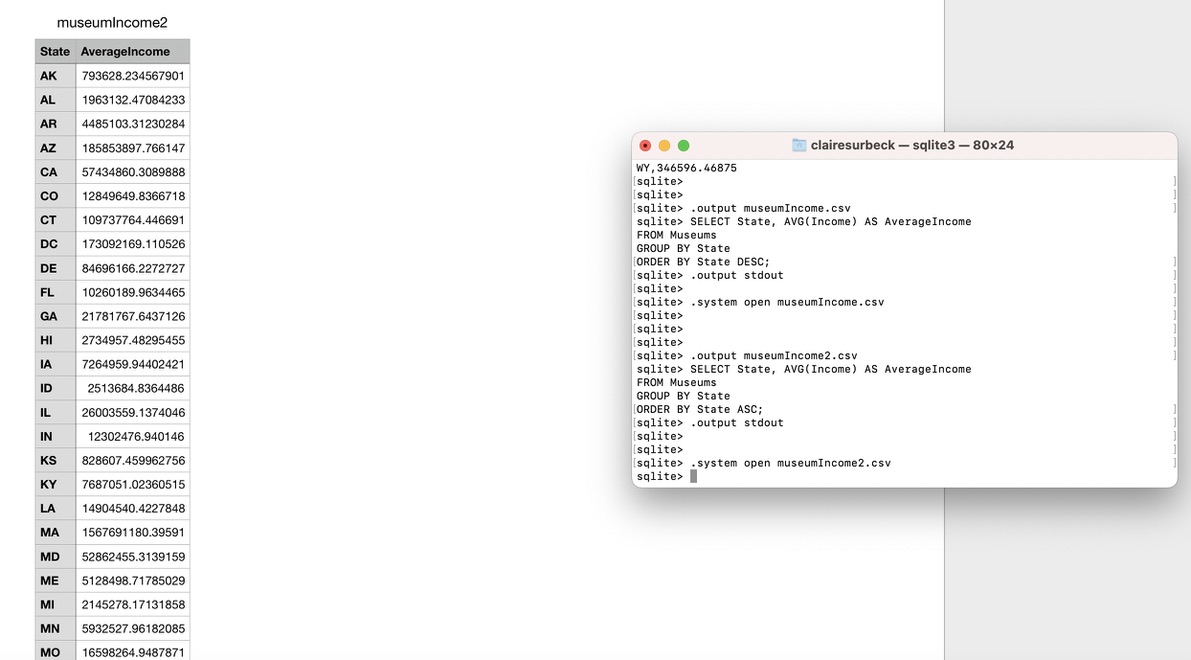 museumIncome2
State AverageIncome
AK 793628.234567901
AL 1963132.47084233
AR 4485103.31230284
AZ 185853897.766147
CA 57434860.3089888
CO 12849649.8366718
CT 109737764.446691
DC 173092169.110526
DE 84696166.2272727
FL 10260189.9634465
GA 21781767.6437126
HI 2734957.48295455
IA 7264959.94402421
ID 2513684.8364486
IL 26003559.1374046
IN 12302476.940146
KS 828607.459962756
KY 7687051.02360515
LA 14904540.4227848
MA 1567691180.39591
MD 52862455.3139159
ME 5128498.71785029
MI 2145278.17131858
MN 5932527.96182085
MO 16598264.9487871
clairesurbeck — sqlite3 — 80×24
WY,346596.46875
[sqlite> ]
[sqlite> ]
[sqlite> .output museumIncome.csv ]
sqlite> SELECT State, AVG(Income) AS AverageIncome
FROM Museums
GROUP BY State
[ORDER BY State DESC; ]
[sqlite> .output stdout ]
[sqlite> ]
[sqlite> .system open museumIncome.csv ]
[sqlite> ]
[sqlite> ]
[sqlite> ]
[sqlite> .output museumIncome2.csv ]
sqlite> SELECT State, AVG(Income) AS AverageIncome
FROM Museums
GROUP BY State
[ORDER BY State ASC; ]
[sqlite> .output stdout ]
[sqlite> ]
[sqlite> ]
[sqlite> .system open museumIncome2.csv ]
sqlite>